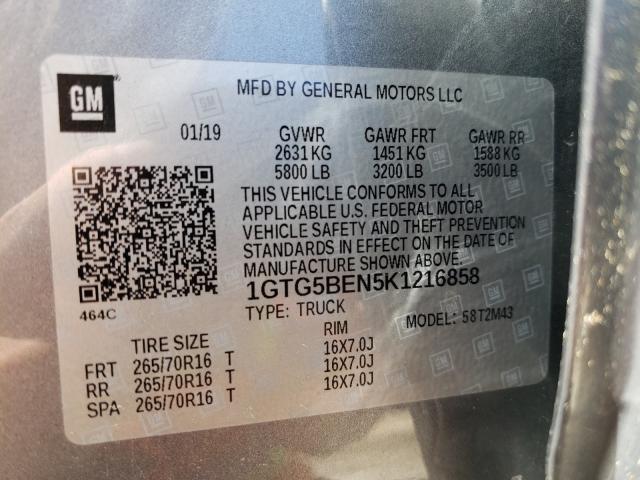 GM
MFD BY GENERAL MOTORS LLC
01/19 GVWR GAWR FRT GAWR RR
2631 KG 1451 KG 1588 KG
5800 LB 3200 LB 3500 LB
THIS VEHICLE CONFORMS TO ALL
APPLICABLE U.S. FEDERAL MOTOR
VEHICLE SAFETY AND THEFT PREVENTION
STANDARDS IN EFFECT ON THE DATE OF
MANUFACTURE SHOWN ABOVE.
1GTG5BEN5K1216858
464C
TYPE: TRUCK MODEL: 58T2M43
TIRE SIZE RIM
FRT 265/70R16 T 16X7.0J
RR 265/70R16 T 16X7.0J
SPA 265/70R16 T 16X7.0J